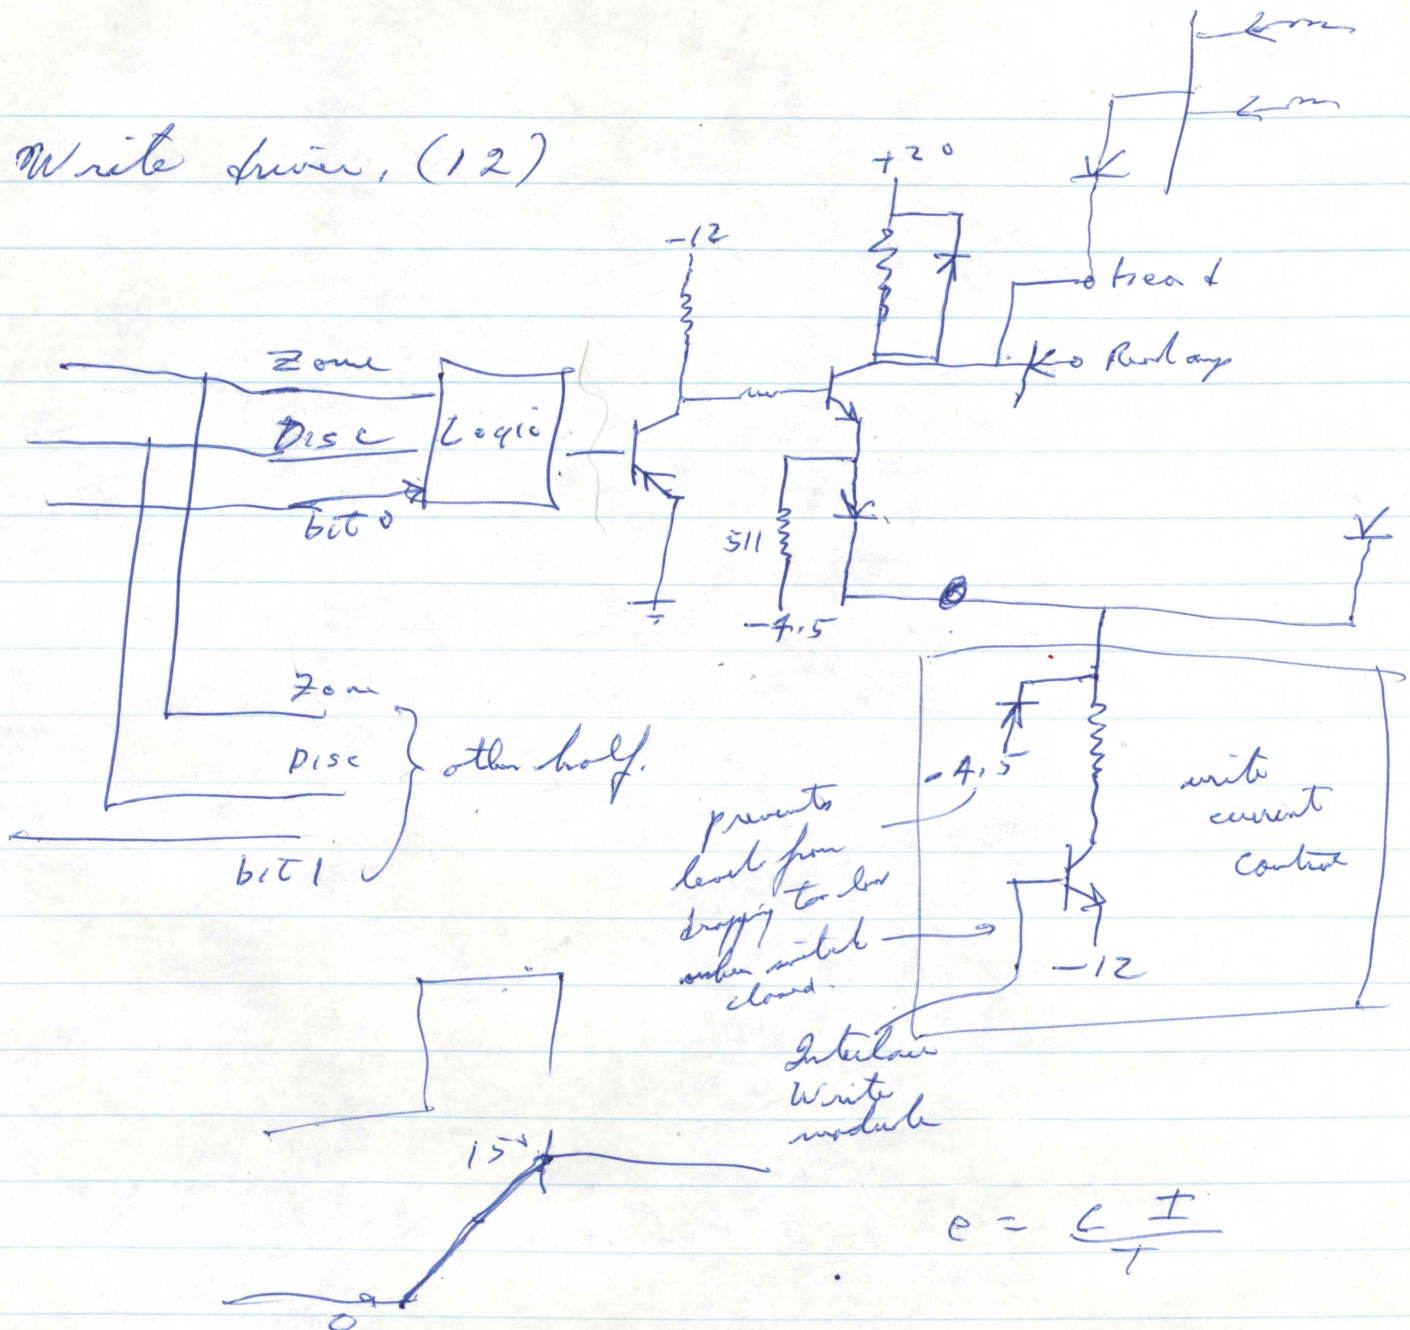 Write driver, (12)
+20
-12
head
Read amp
Zone
Disc
Logic
bit 0
511
-4.5
Zone
Disc
other half.
bit 1
-4.5
prevents
level from
dropping too low
when switch
closed.
write
current
control
-12
Interlace
Write
module
15v
0
e = C I
T